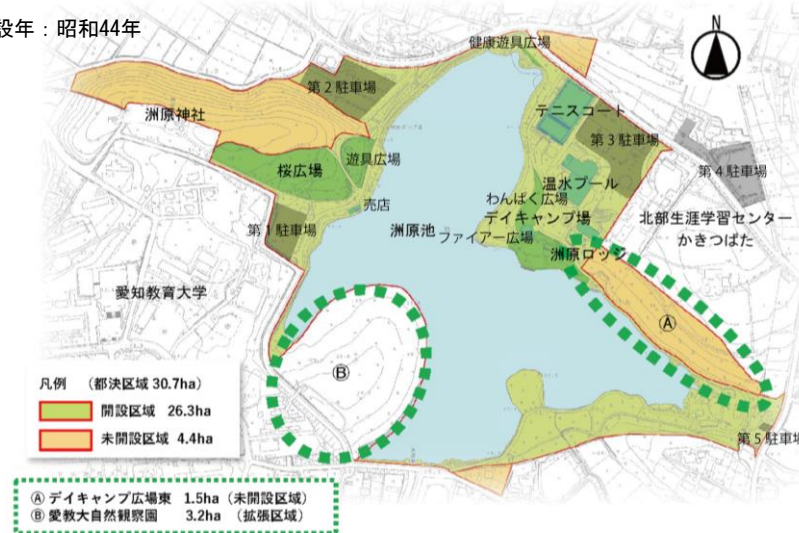 設年：昭和44年
N
健康遊具広場
第２駐車場
テニスコート
洲原神社
第３駐車場
遊具広場
桜広場
第４駐車場
温水プール
わんぱく広場
売店
デイキャンプ場
北部生涯学習センター
かきつばた
第１駐車場
洲原池
ファイアー広場
洲原ロッジ
愛知教育大学
Ⓐ
Ⓑ
凡例　（都決区域 30.7ha）
開設区域　26.3ha
未開設区域　4.4ha
第５駐車場
Ⓐ デイキャンプ広場東　1.5ha（未開設区域）
Ⓑ 愛教大自然観察園　3.2ha　（拡張区域）